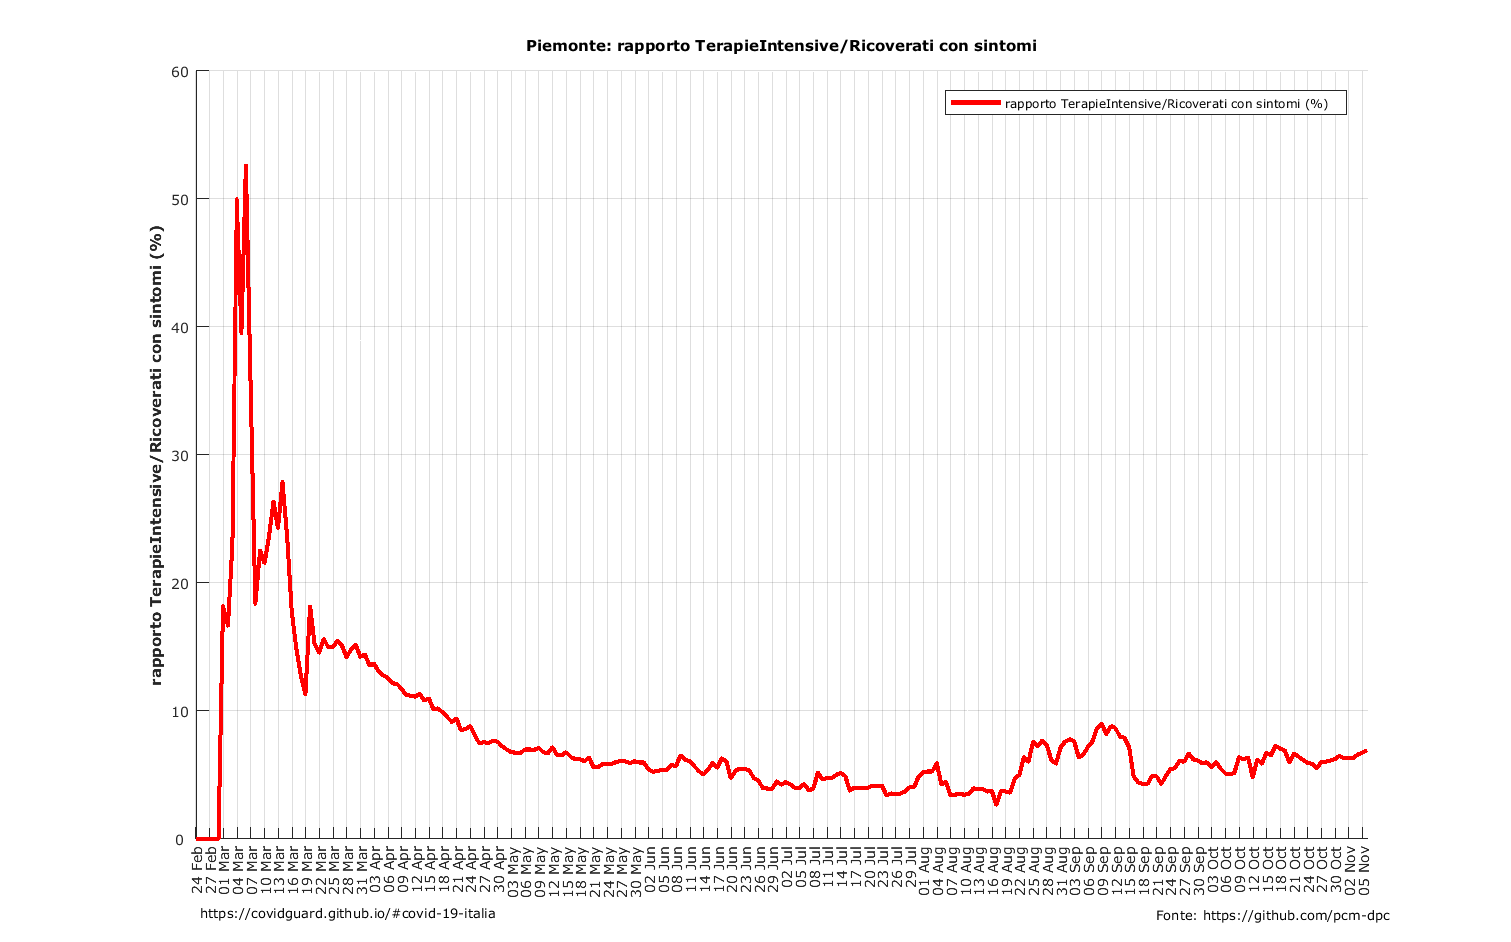 Piemonte: rapporto TerapieIntensive/Ricoverati con sintomi
rapporto TerapieIntensive/Ricoverati con sintomi (%)
rapporto TerapieIntensive/Ricoverati con sintomi (%)
60
50
40
30
20
10
0
24 Feb
27 Feb
01 Mar
04 Mar
07 Mar
10 Mar
13 Mar
16 Mar
19 Mar
22 Mar
25 Mar
28 Mar
31 Mar
03 Apr
06 Apr
09 Apr
12 Apr
15 Apr
18 Apr
21 Apr
24 Apr
27 Apr
30 Apr
03 May
06 May
09 May
12 May
15 May
18 May
21 May
24 May
27 May
30 May
02 Jun
05 Jun
08 Jun
11 Jun
14 Jun
17 Jun
20 Jun
23 Jun
26 Jun
29 Jun
02 Jul
05 Jul
08 Jul
11 Jul
14 Jul
17 Jul
20 Jul
23 Jul
26 Jul
29 Jul
01 Aug
04 Aug
07 Aug
10 Aug
13 Aug
16 Aug
19 Aug
22 Aug
25 Aug
28 Aug
31 Aug
03 Sep
06 Sep
09 Sep
12 Sep
15 Sep
18 Sep
21 Sep
24 Sep
27 Sep
30 Sep
03 Oct
06 Oct
09 Oct
12 Oct
15 Oct
18 Oct
21 Oct
24 Oct
27 Oct
30 Oct
02 Nov
05 Nov
https://covidguard.github.io/#covid-19-italia
Fonte: https://github.com/pcm-dpc